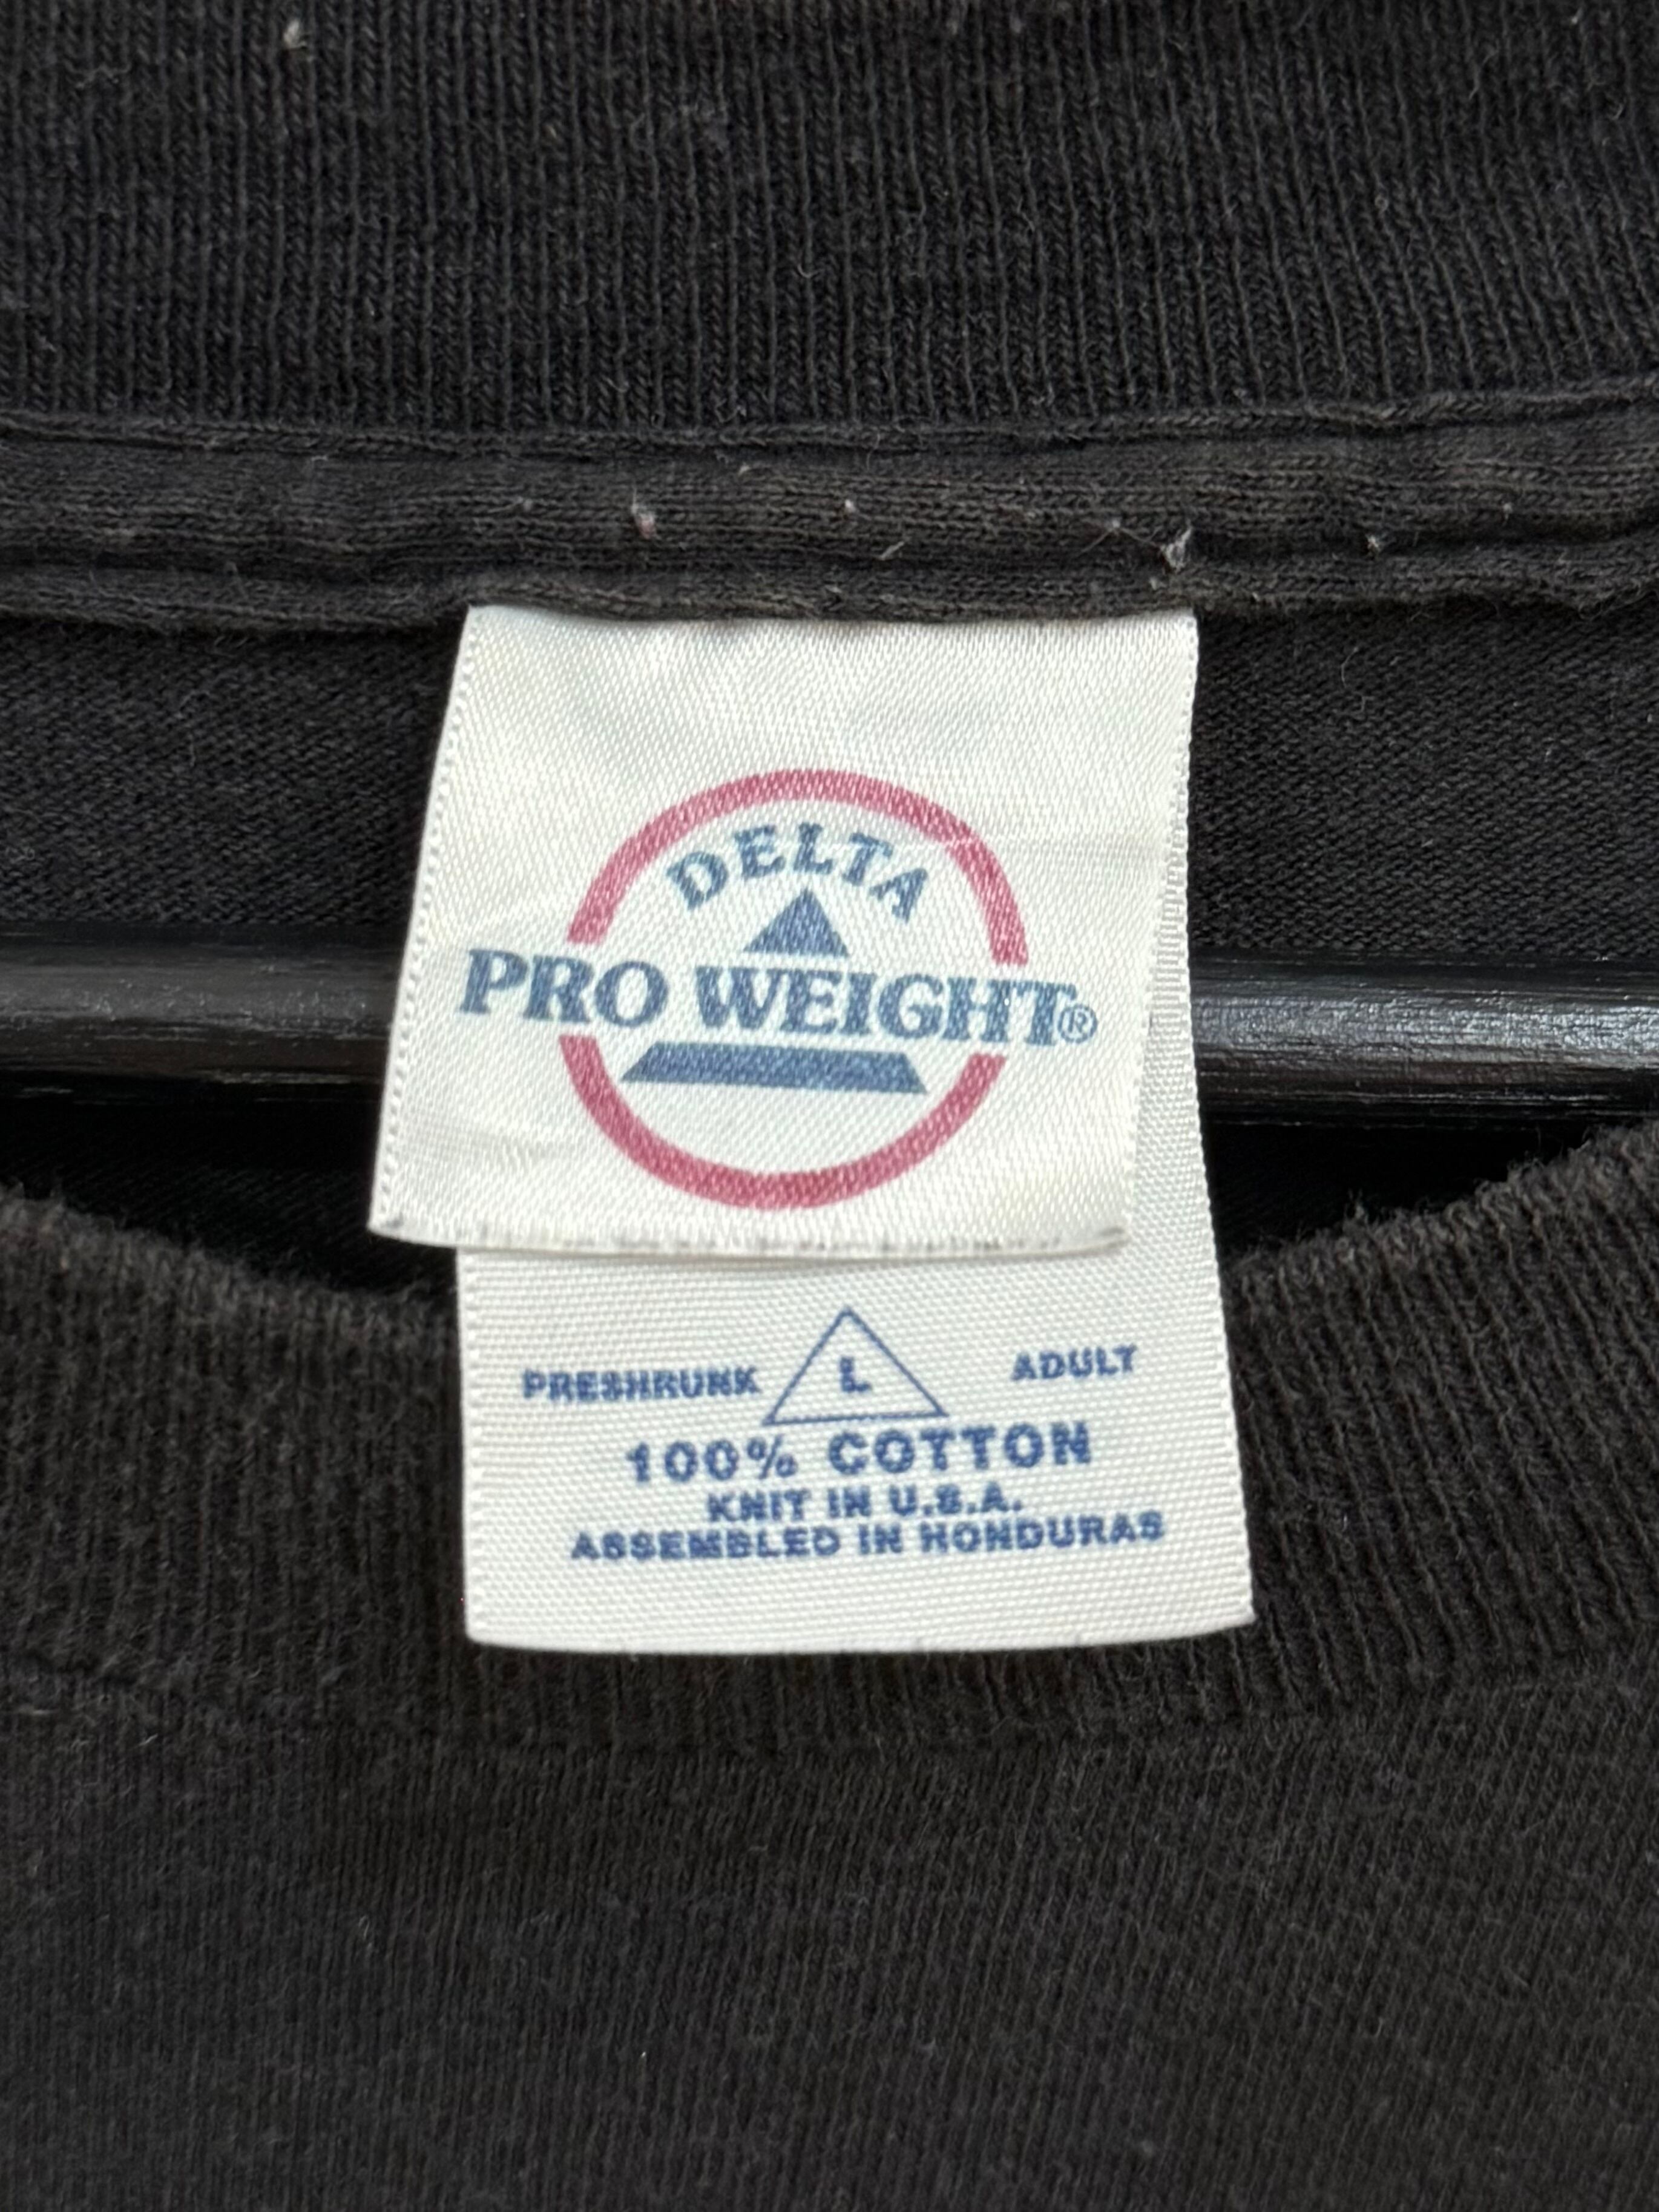 DELTA
PRO WEIGHT®
PRESHRUNK L ADULT
100% COTTON
KNIT IN U.S.A.
ASSEMBLED IN HONDURAS